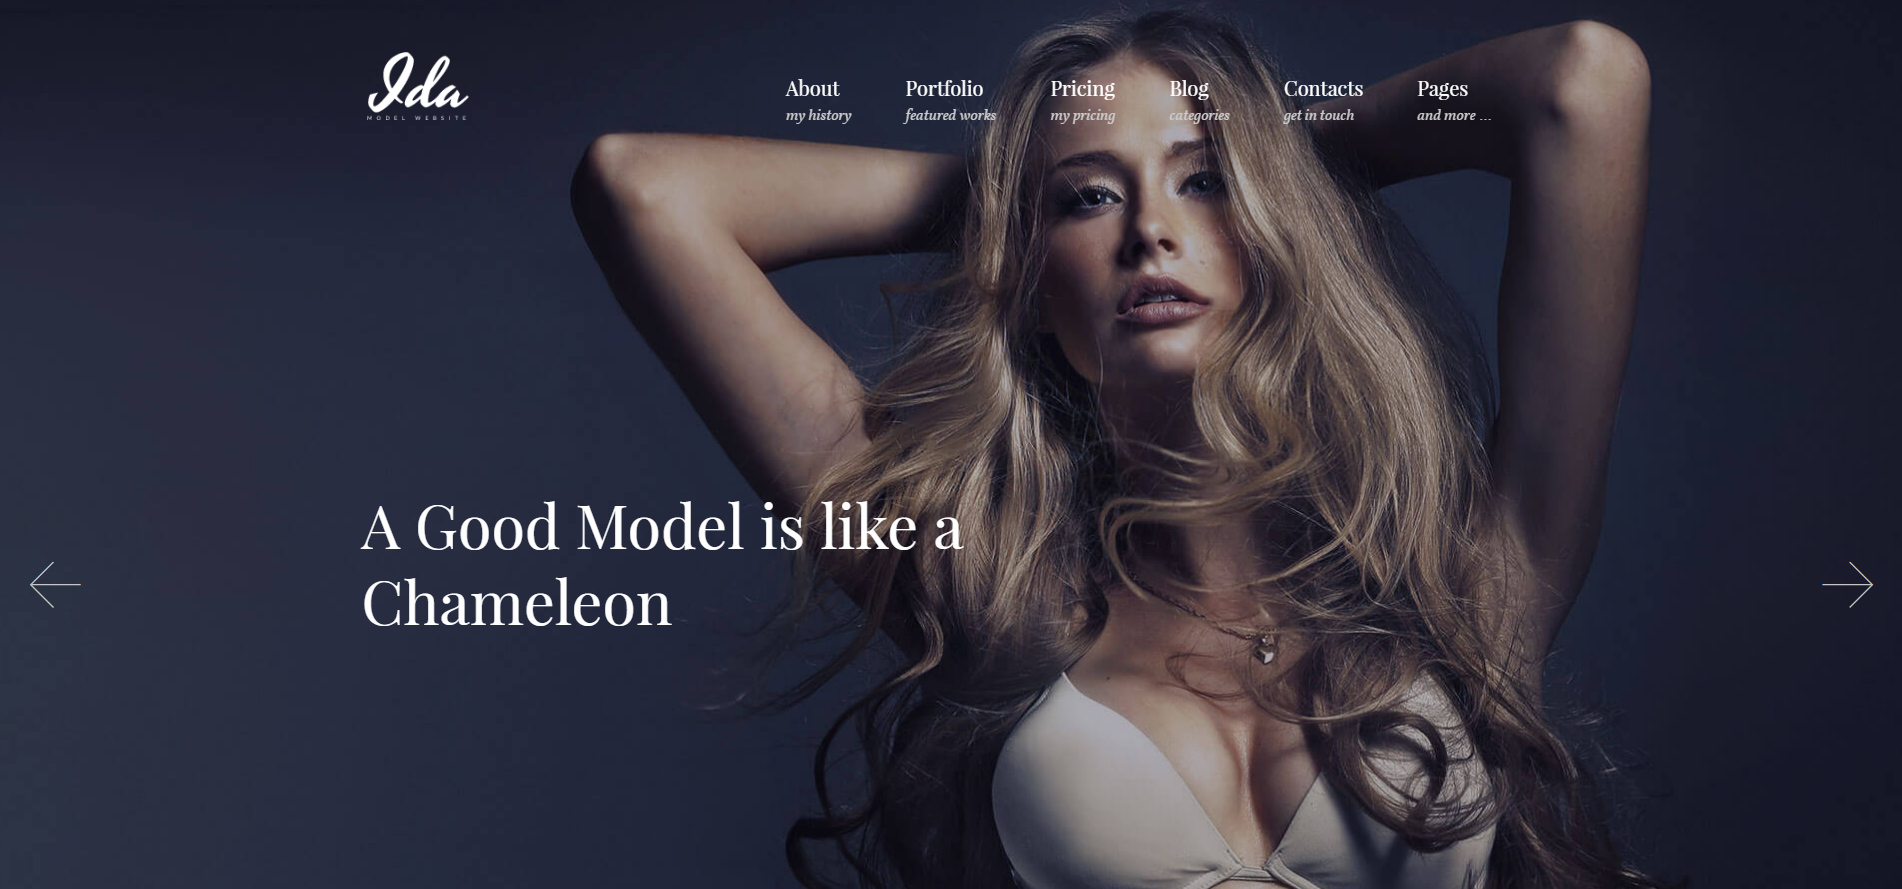 Ida
MODEL WEBSITE
About
my history
Portfolio
featured works
Pricing
my pricing
Blog
categories
Contacts
get in touch
Pages
and more ...
A Good Model is like a
Chameleon